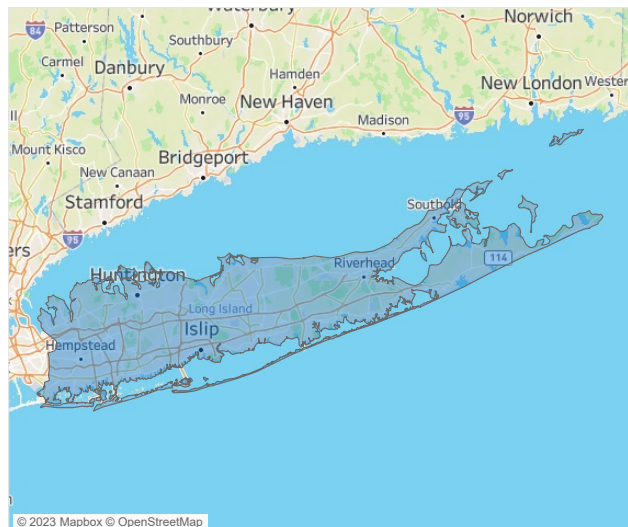 Waterbury
Norwich
84
Patterson
Southbury
Carmel
Danbury
Hamden
New London
Wester
Monroe
New Haven
95
Madison
Mount Kisco
Bridgeport
New Canaan
Stamford
Southold
95
ers
114
Riverhead
Huntington
Long Island
Islip
Hempstead
© 2023 Mapbox © OpenStreetMap